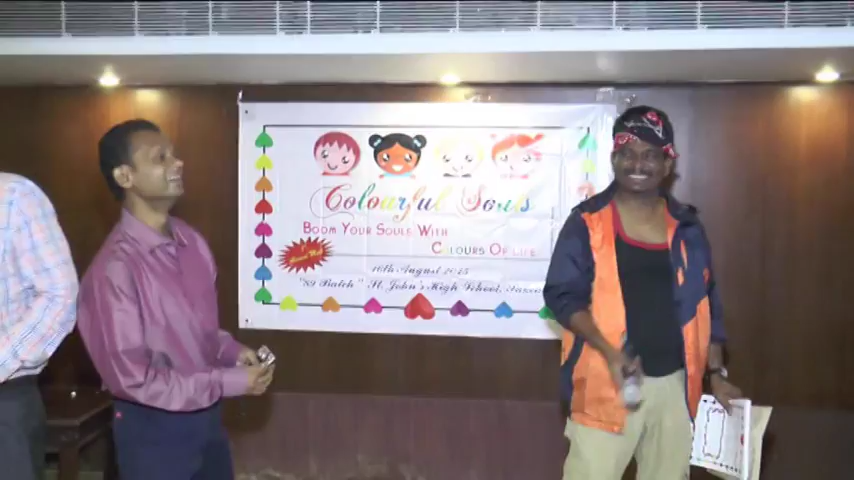 Colourful Souls
Boom Your Souls With
Colours Of Life
16th August 2015
"89 Batch" St.John's High School,